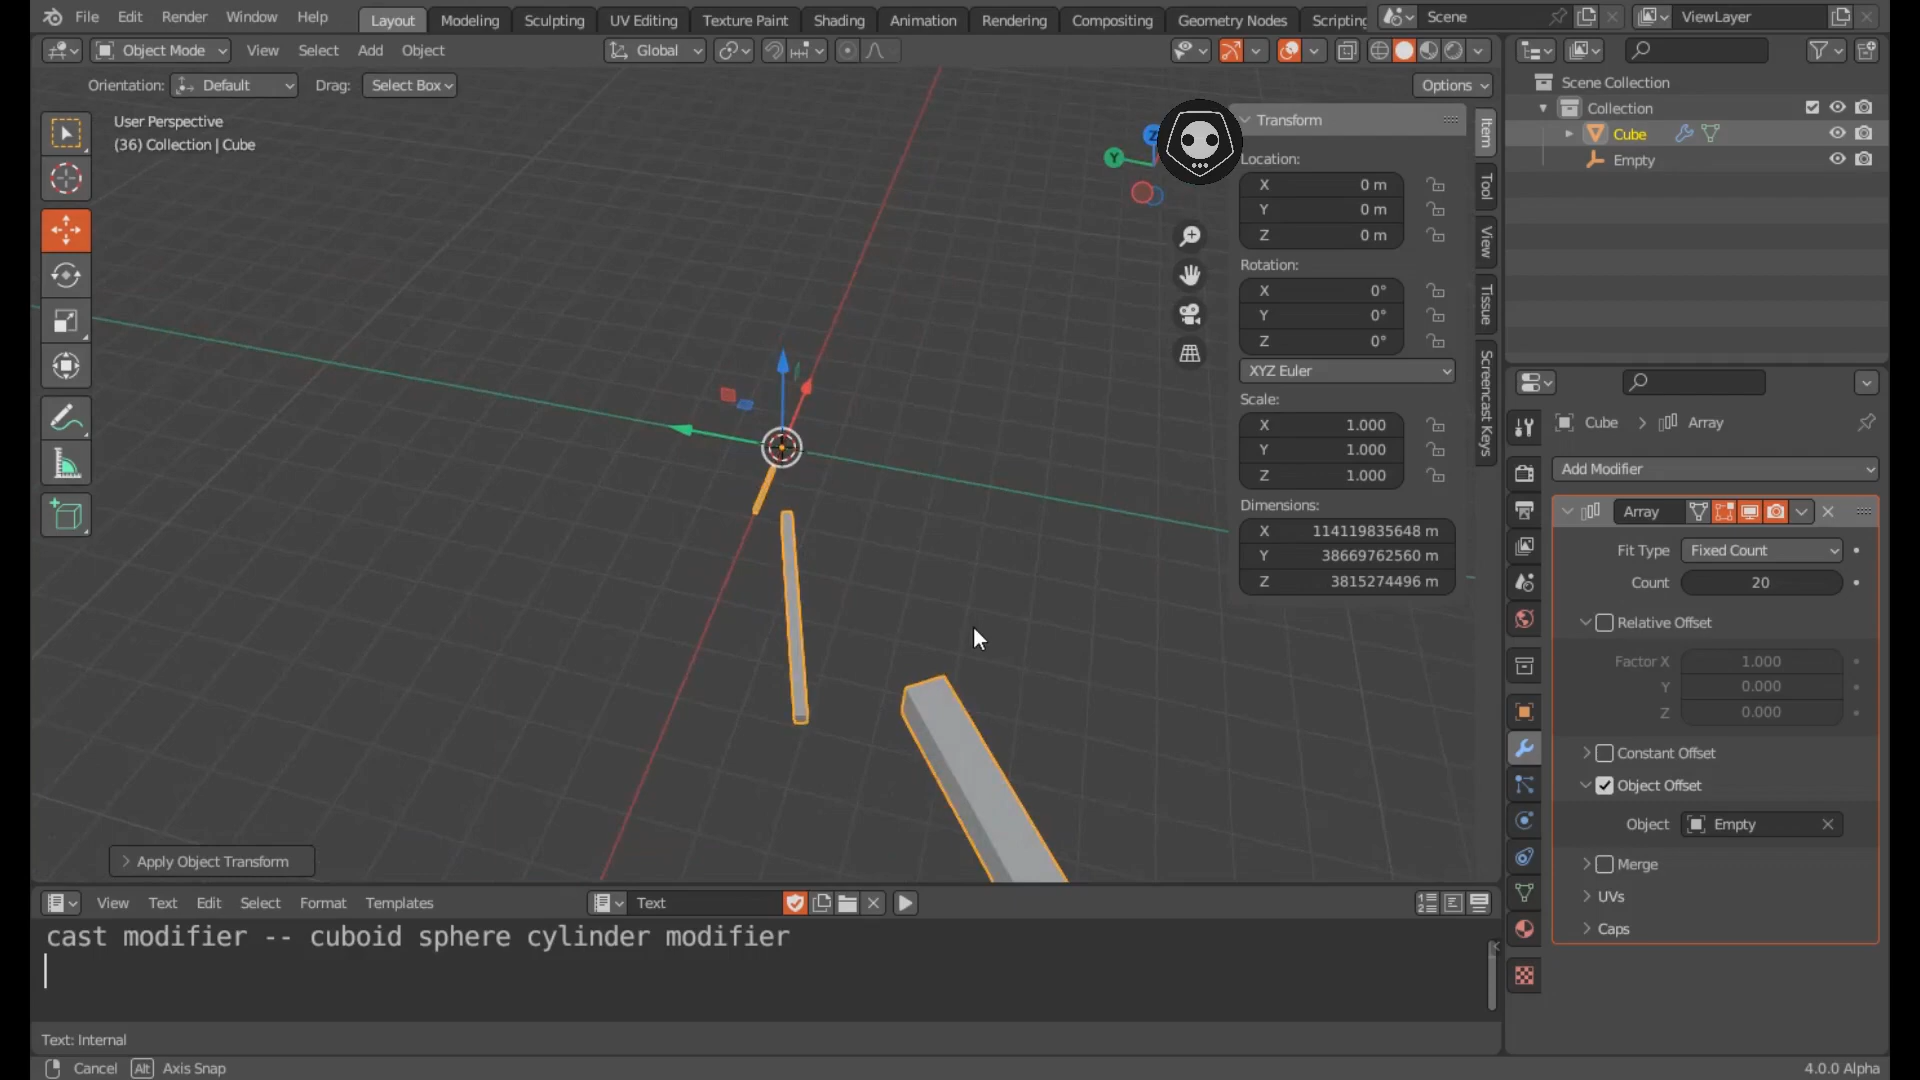 File Edit Render Window Help Layout Modeling Sculpting UV Editing Texture Paint Shading Animation Rendering Compositing Geometry Nodes Scripting Scene ViewLayer
Object Mode View Select Add Object Global
Orientation: Default Drag: Select Box Options
User Perspective
(36) Collection | Cube
Z
Y
Transform
Location:
X 0 m
Y 0 m
Z 0 m
Rotation:
X 0°
Y 0°
Z 0°
XYZ Euler
Scale:
X 1.000
Y 1.000
Z 1.000
Dimensions:
X 114119835648 m
Y 38669762560 m
Z 3815274496 m
Item
Tool
View
Tissue
Screencast Keys
Scene Collection
Collection
Cube
Empty
Cube Array
Add Modifier
Array
Fit Type Fixed Count
Count 20
Relative Offset
Factor X 1.000
Y 0.000
Z 0.000
Constant Offset
Object Offset
Object Empty
Merge
UVs
Caps
Apply Object Transform
View Text Edit Select Format Templates Text
cast modifier -- cuboid sphere cylinder modifier
Text: Internal
Cancel Alt Axis Snap 4.0.0 Alpha